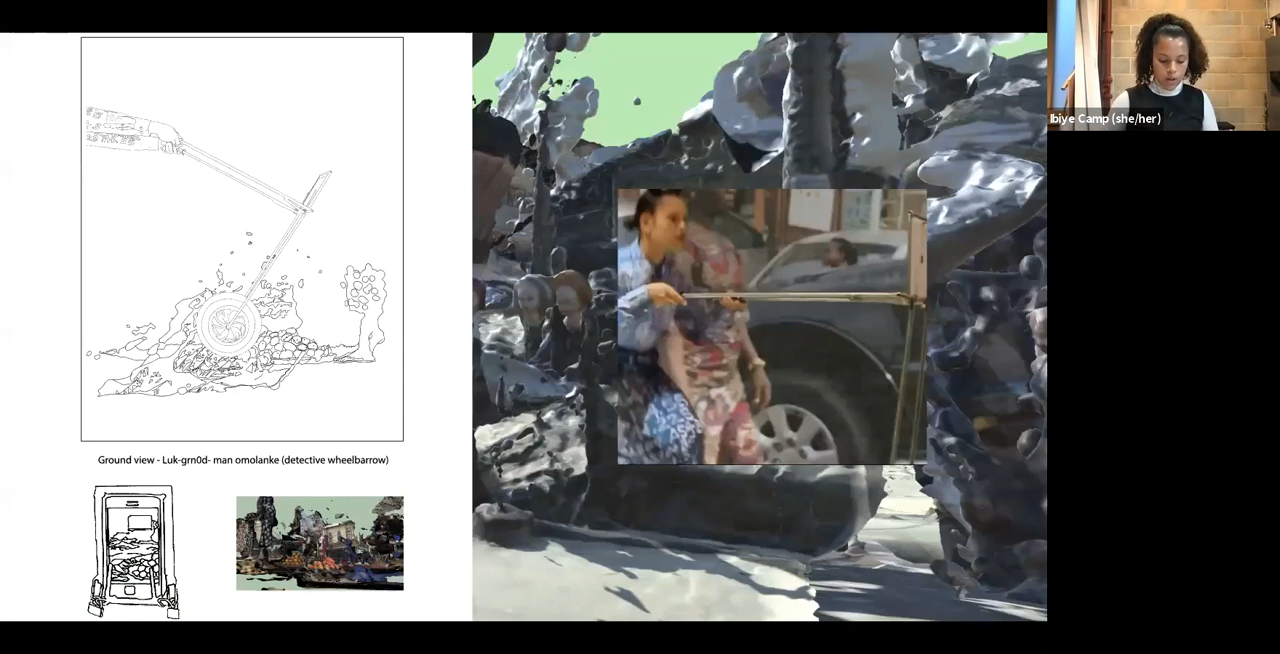 Ibiye Camp (she/her)
Ground view - Luk-grn0d- man omolanke (detective wheelbarrow)